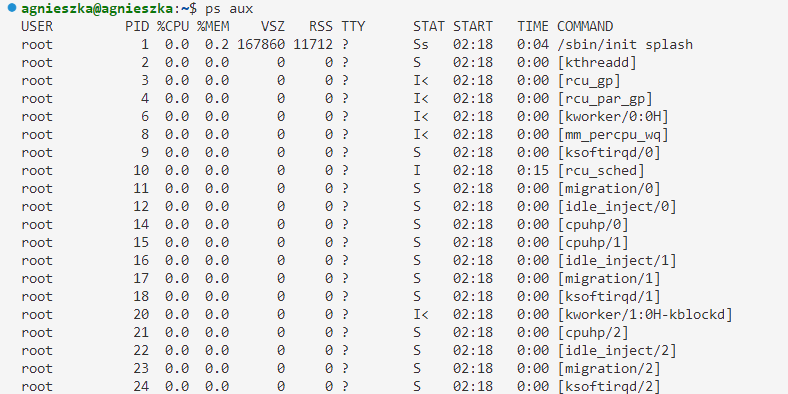 agnieszka@agnieszka:~$ ps aux
USER PID %CPU %MEM VSZ RSS TTY STAT START TIME COMMAND
root 1 0.0 0.2 167860 11712 ? Ss 02:18 0:04 /sbin/init splash
root 2 0.0 0.0 0 0 ? S 02:18 0:00 [kthreadd]
root 3 0.0 0.0 0 0 ? I< 02:18 0:00 [rcu_gp]
root 4 0.0 0.0 0 0 ? I< 02:18 0:00 [rcu_par_gp]
root 6 0.0 0.0 0 0 ? I< 02:18 0:00 [kworker/0:0H]
root 8 0.0 0.0 0 0 ? I< 02:18 0:00 [mm_percpu_wq]
root 9 0.0 0.0 0 0 ? S 02:18 0:00 [ksoftirqd/0]
root 10 0.0 0.0 0 0 ? I 02:18 0:15 [rcu_sched]
root 11 0.0 0.0 0 0 ? S 02:18 0:00 [migration/0]
root 12 0.0 0.0 0 0 ? S 02:18 0:00 [idle_inject/0]
root 14 0.0 0.0 0 0 ? S 02:18 0:00 [cpuhp/0]
root 15 0.0 0.0 0 0 ? S 02:18 0:00 [cpuhp/1]
root 16 0.0 0.0 0 0 ? S 02:18 0:00 [idle_inject/1]
root 17 0.0 0.0 0 0 ? S 02:18 0:00 [migration/1]
root 18 0.0 0.0 0 0 ? S 02:18 0:00 [ksoftirqd/1]
root 20 0.0 0.0 0 0 ? I< 02:18 0:00 [kworker/1:0H-kblockd]
root 21 0.0 0.0 0 0 ? S 02:18 0:00 [cpuhp/2]
root 22 0.0 0.0 0 0 ? S 02:18 0:00 [idle_inject/2]
root 23 0.0 0.0 0 0 ? S 02:18 0:00 [migration/2]
root 24 0.0 0.0 0 0 ? S 02:18 0:00 [ksoftirqd/2]